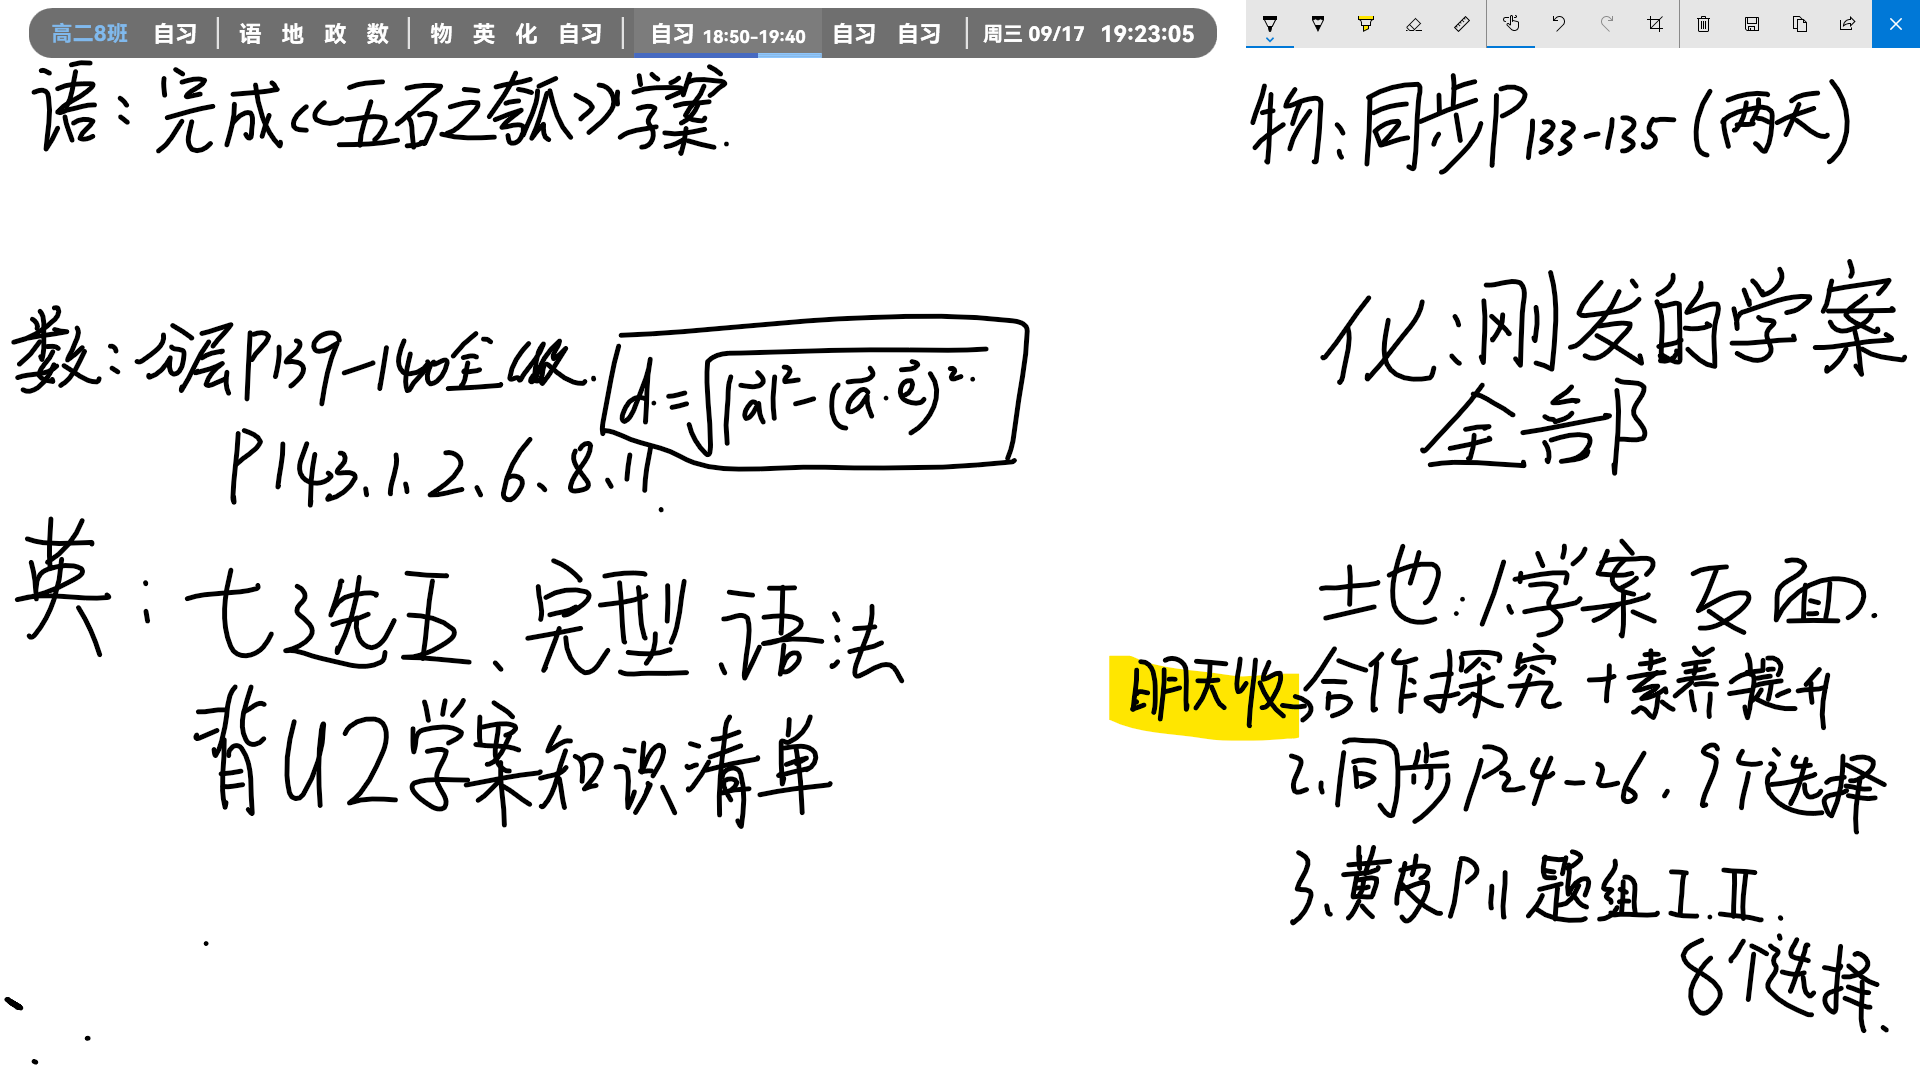 高二8班 自习 | 语 地 政 数 | 物 英 化 自习 | 自习 18:50-19:40 自习 自习 | 周三 09/17 19:23:05
语：完成《五石之瓠》学案.
数：分层P139-140全做.
d=√|a⃗|²-(a⃗·e⃗)².
P143、1、2、6、8、11.
英：七选五、完型、语法
背U2学案知识清单
物：同步P133-135(两天)
化：刚发的学案
全部
地：1.学案反面.
明天收→合作探究+素养提升
2、同步P24-26.9个选择
3、黄皮P11题组Ⅰ.Ⅱ.
8个选择.